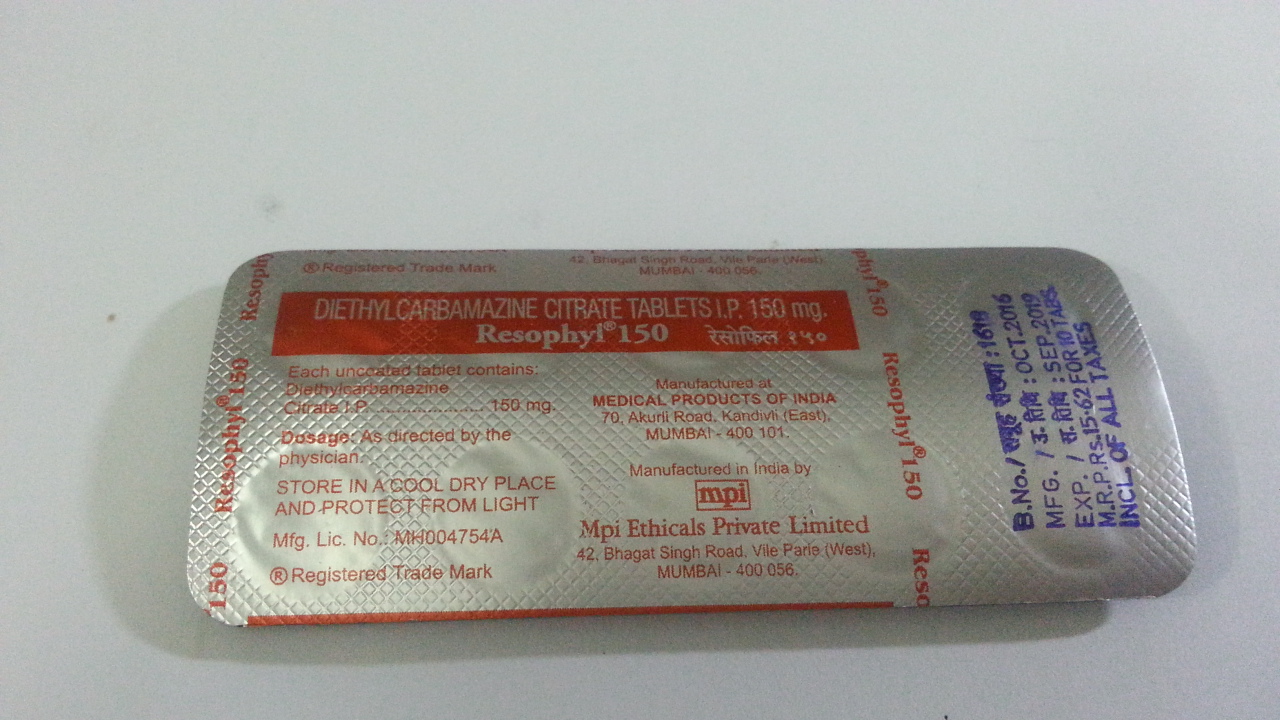 ® Registered Trade Mark
42, Bhagat Singh Road, Vile Parle (West),
MUMBAI - 400 056.
DIETHYLCARBAMAZINE CITRATE TABLETS I.P. 150 mg.
Resophyl® 150 रेसोफिल १५०
Each uncoated tablet contains:
Diethylcarbamazine
Citrate I.P. ........................ 150 mg.
Dosage: As directed by the
physician.
STORE IN A COOL DRY PLACE
AND PROTECT FROM LIGHT
Mfg. Lic. No.: MH004754A
® Registered Trade Mark
Manufactured at
MEDICAL PRODUCTS OF INDIA
70, Akurli Road, Kandivli (East),
MUMBAI - 400 101.
Manufactured in India by
mpi
Mpi Ethicals Private Limited
42, Bhagat Singh Road, Vile Parle (West),
MUMBAI - 400 056.
150 Resophyl® 150 Resophy
Reso
Resophyl® 150
phyl® 150
B.No./ समूह संख्या : 1618
MFG. / उ. तिथि : OCT.2016
EXP. / स. तिथि : SEP.2019
M.R.P.Rs.15.62 FOR 10 TABS.
INCL. OF ALL TAXES